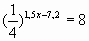 (1/4)^{1,5x-7,2} = 8